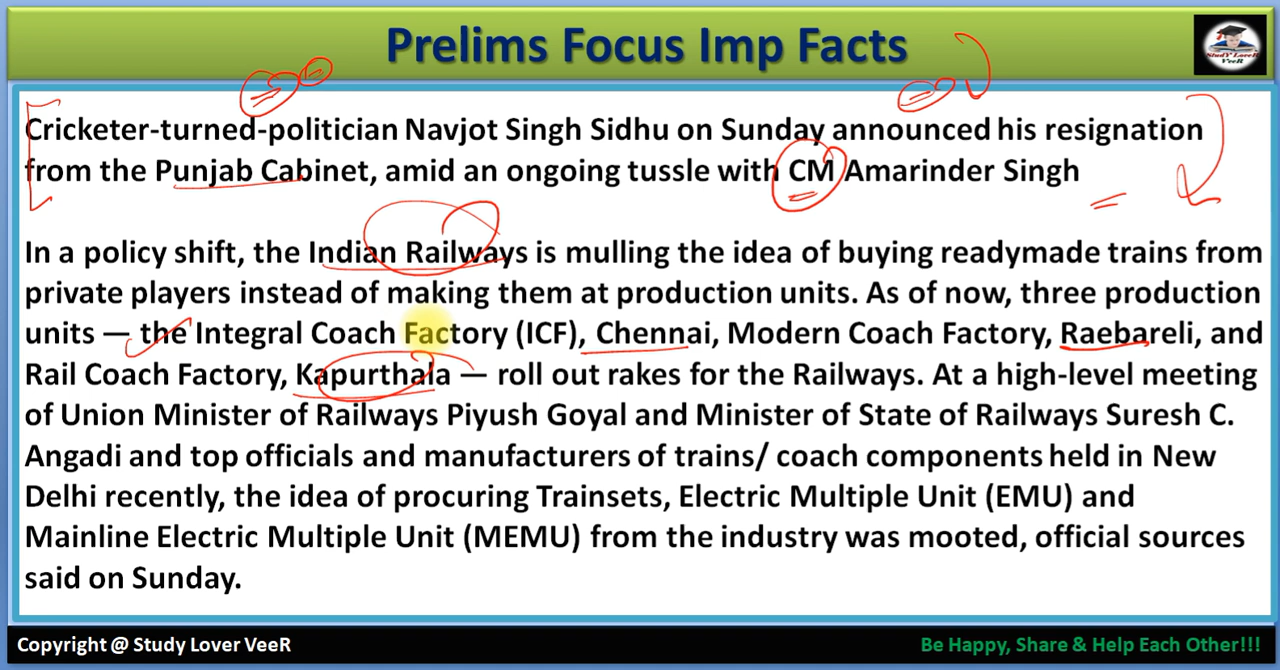 Prelims Focus Imp Facts
StudY LoveR
VeeR
Cricketer-turned-politician Navjot Singh Sidhu on Sunday announced his resignation
from the Punjab Cabinet, amid an ongoing tussle with CM Amarinder Singh
In a policy shift, the Indian Railways is mulling the idea of buying readymade trains from
private players instead of making them at production units. As of now, three production
units — the Integral Coach Factory (ICF), Chennai, Modern Coach Factory, Raebareli, and
Rail Coach Factory, Kapurthala — roll out rakes for the Railways. At a high-level meeting
of Union Minister of Railways Piyush Goyal and Minister of State of Railways Suresh C.
Angadi and top officials and manufacturers of trains/ coach components held in New
Delhi recently, the idea of procuring Trainsets, Electric Multiple Unit (EMU) and
Mainline Electric Multiple Unit (MEMU) from the industry was mooted, official sources
said on Sunday.
Copyright @ Study Lover VeeR
Be Happy, Share & Help Each Other!!!